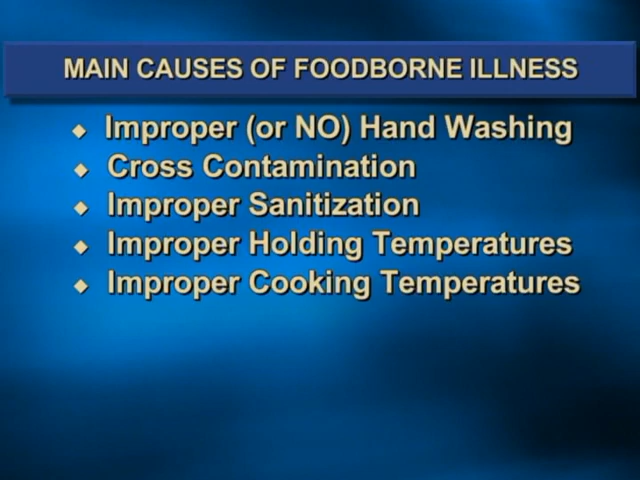 MAIN CAUSES OF FOODBORNE ILLNESS
Improper (or NO) Hand Washing
Cross Contamination
Improper Sanitization
Improper Holding Temperatures
Improper Cooking Temperatures